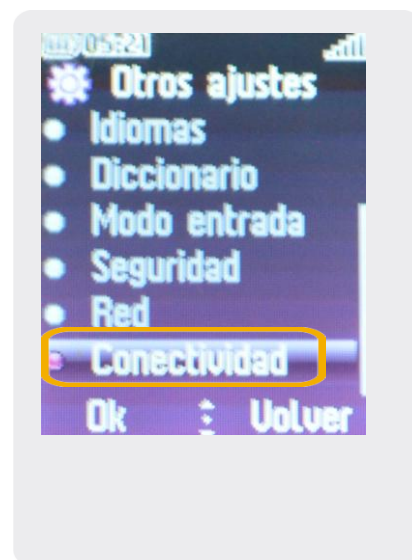 05:21
Otros ajustes
Idiomas
Diccionario
Modo entrada
Seguridad
Red
Conectividad
Ok Volver